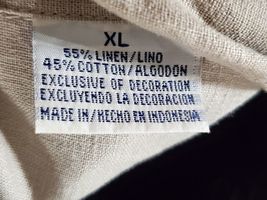 XL
55% LINEN/LINO
45% COTTON/ALGODON
EXCLUSIVE OF DECORATION
EXCLUYENDO LA DECORACION
MADE IN/HECHO EN INDONESIA